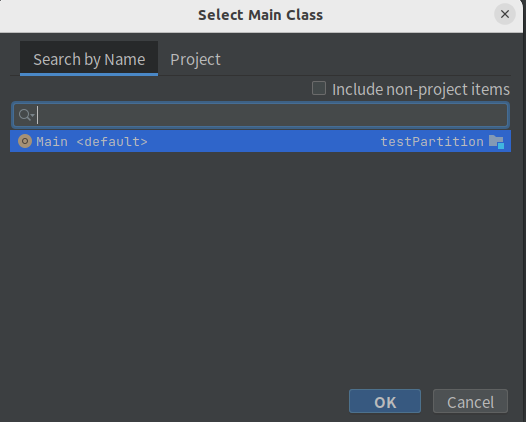 Select Main Class
Search by Name Project
Include non-project items
Main <default> testPartition
OK Cancel